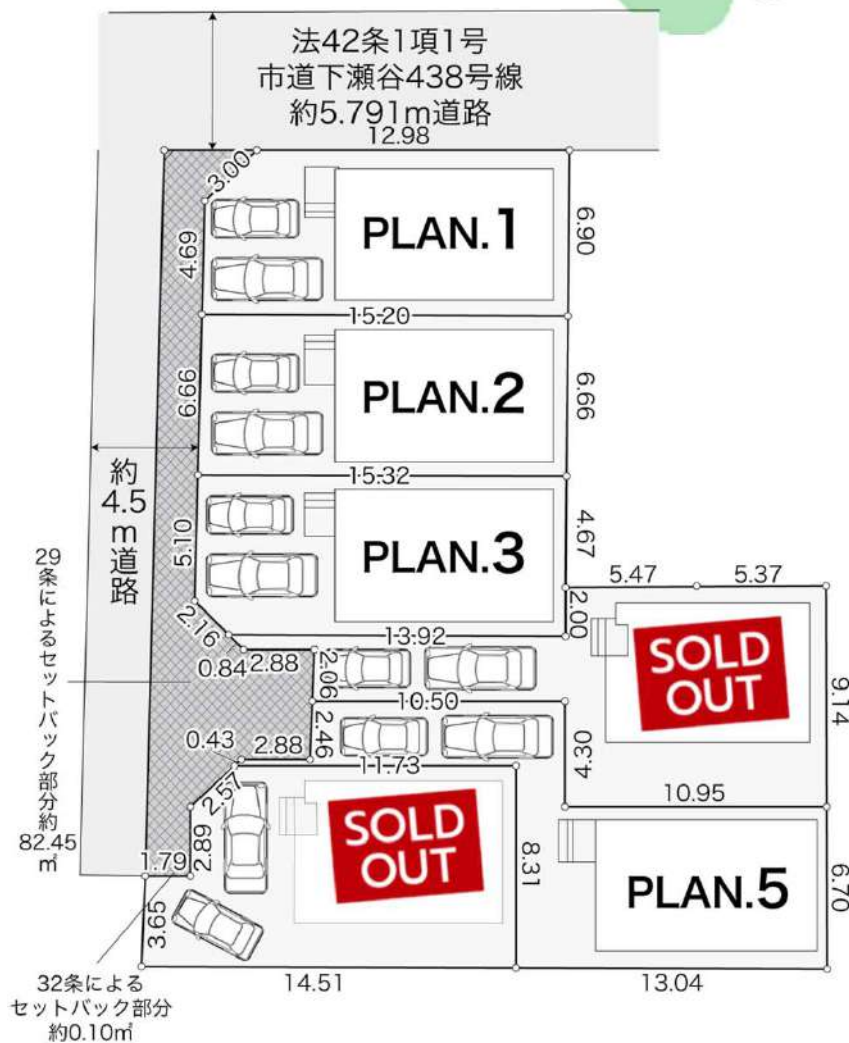 法42条1項1号
市道下瀬谷438号線
約5.791m道路
12.98
3.00
PLAN.1
6.90
4.69
15.20
PLAN.2
6.66
6.66
15.32
約
4.5
m
道
路
PLAN.3
5.10
4.67
5.47
5.37
29
条
に
よ
る
セ
ッ
ト
バ
ッ
ク
部
分
約
82.45
㎡
2.16
13.92
2.00
0.84
2.88
2.06
SOLD
OUT
9.14
10.50
2.46
4.30
0.43
2.88
11.73
10.95
2.57
SOLD
OUT
2.89
8.31
PLAN.5
6.70
1.79
3.65
14.51
13.04
32条による
セットバック部分
約0.10㎡